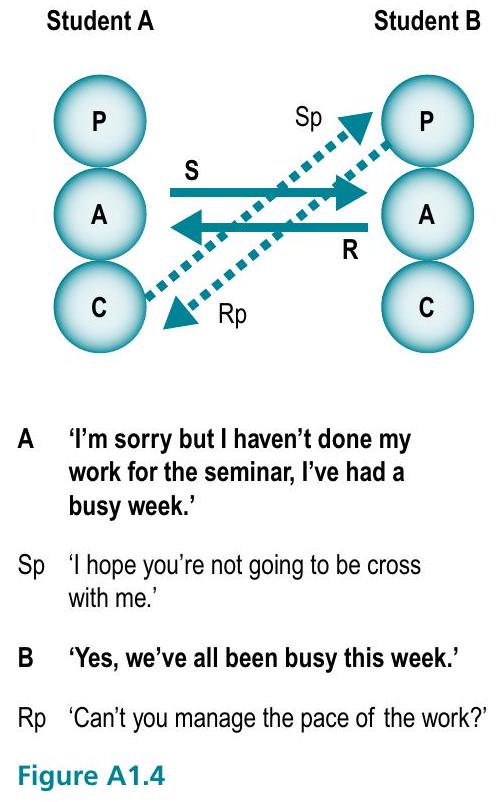 Student A Student B
P Sp P
S
A A
R
C Rp C
A ‘I’m sorry but I haven’t done my
work for the seminar, I’ve had a
busy week.’
Sp ‘I hope you’re not going to be cross
with me.’
B ‘Yes, we’ve all been busy this week.’
Rp ‘Can’t you manage the pace of the work?’
Figure A1.4